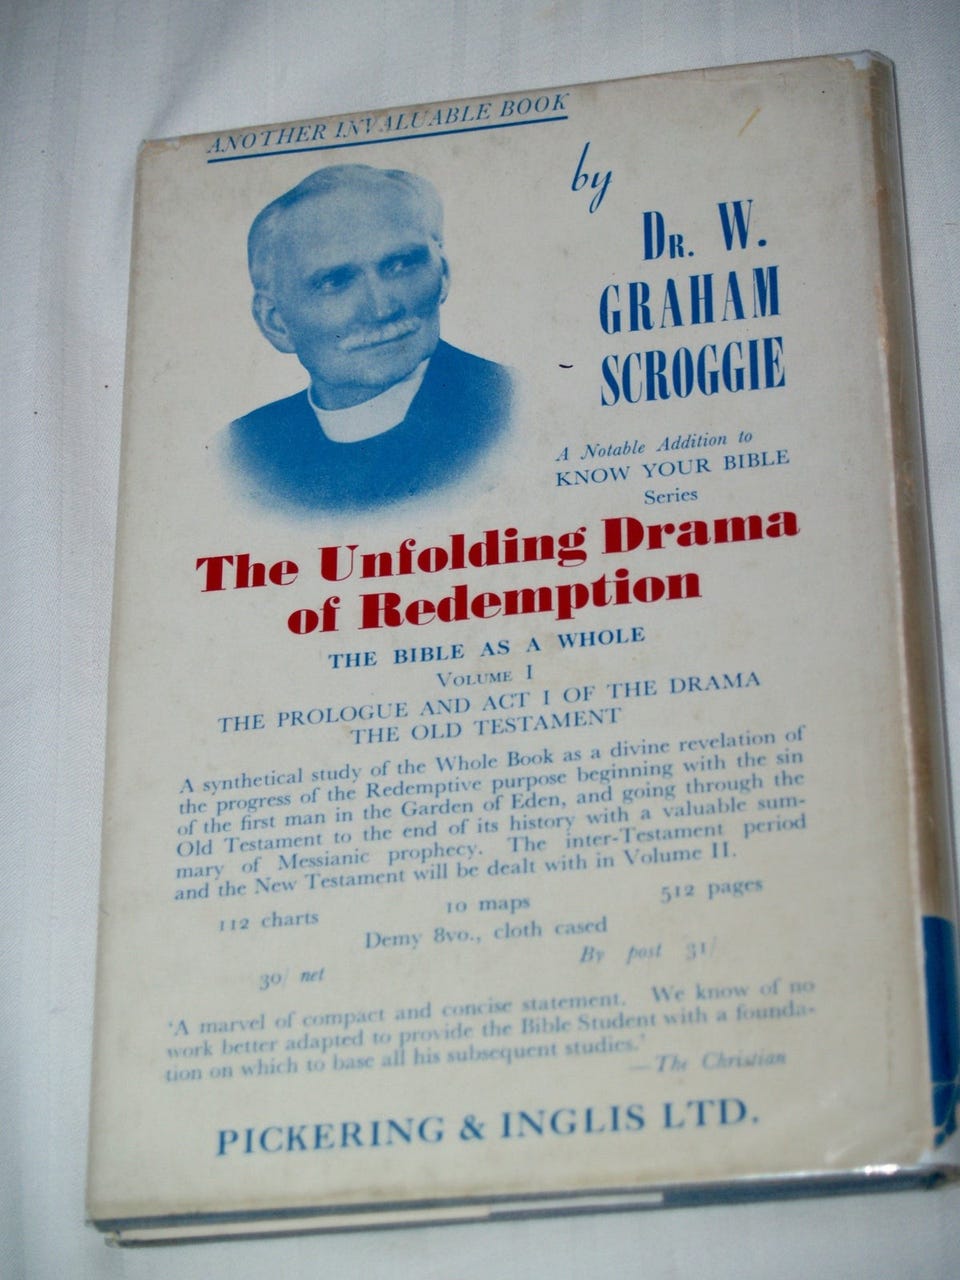 ANOTHER INVALUABLE BOOK
by
DR. W.
GRAHAM
SCROGGIE
A Notable Addition to
KNOW YOUR BIBLE
Series
The Unfolding Drama
of Redemption
THE BIBLE AS A WHOLE
VOLUME I
THE PROLOGUE AND ACT I OF THE DRAMA
THE OLD TESTAMENT
A synthetical study of the Whole Book as a divine revelation of
the progress of the Redemptive purpose beginning with the sin
of the first man in the Garden of Eden, and going through the
Old Testament to the end of its history with a valuable sum-
mary of Messianic prophecy. The inter-Testament period
and the New Testament will be dealt with in Volume II.
112 charts 10 maps 512 pages
Demy 8vo., cloth cased
30/ net By post 31/
'A marvel of compact and concise statement. We know of no
work better adapted to provide the Bible Student with a founda-
tion on which to base all his subsequent studies.'
—The Christian
PICKERING & INGLIS LTD.